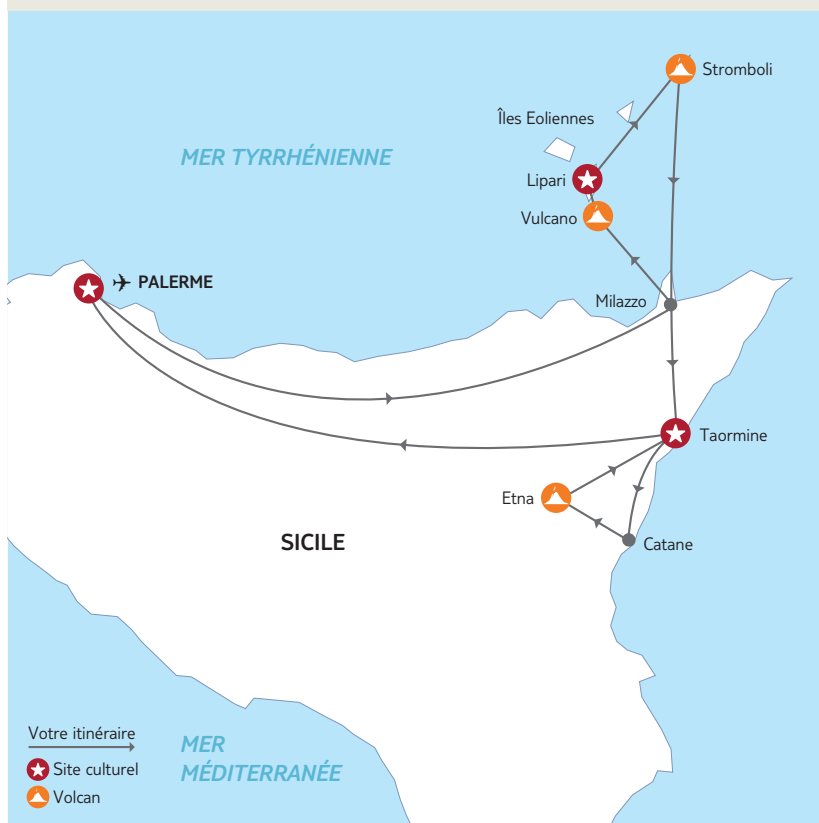 Stromboli
Îles Eoliennes
MER TYRRHÉNIENNE
Lipari
Vulcano
PALERME
Milazzo
Taormine
Etna
SICILE
Catane
Votre itinéraire
Site culturel
Volcan
MER
MÉDITERRANÉE